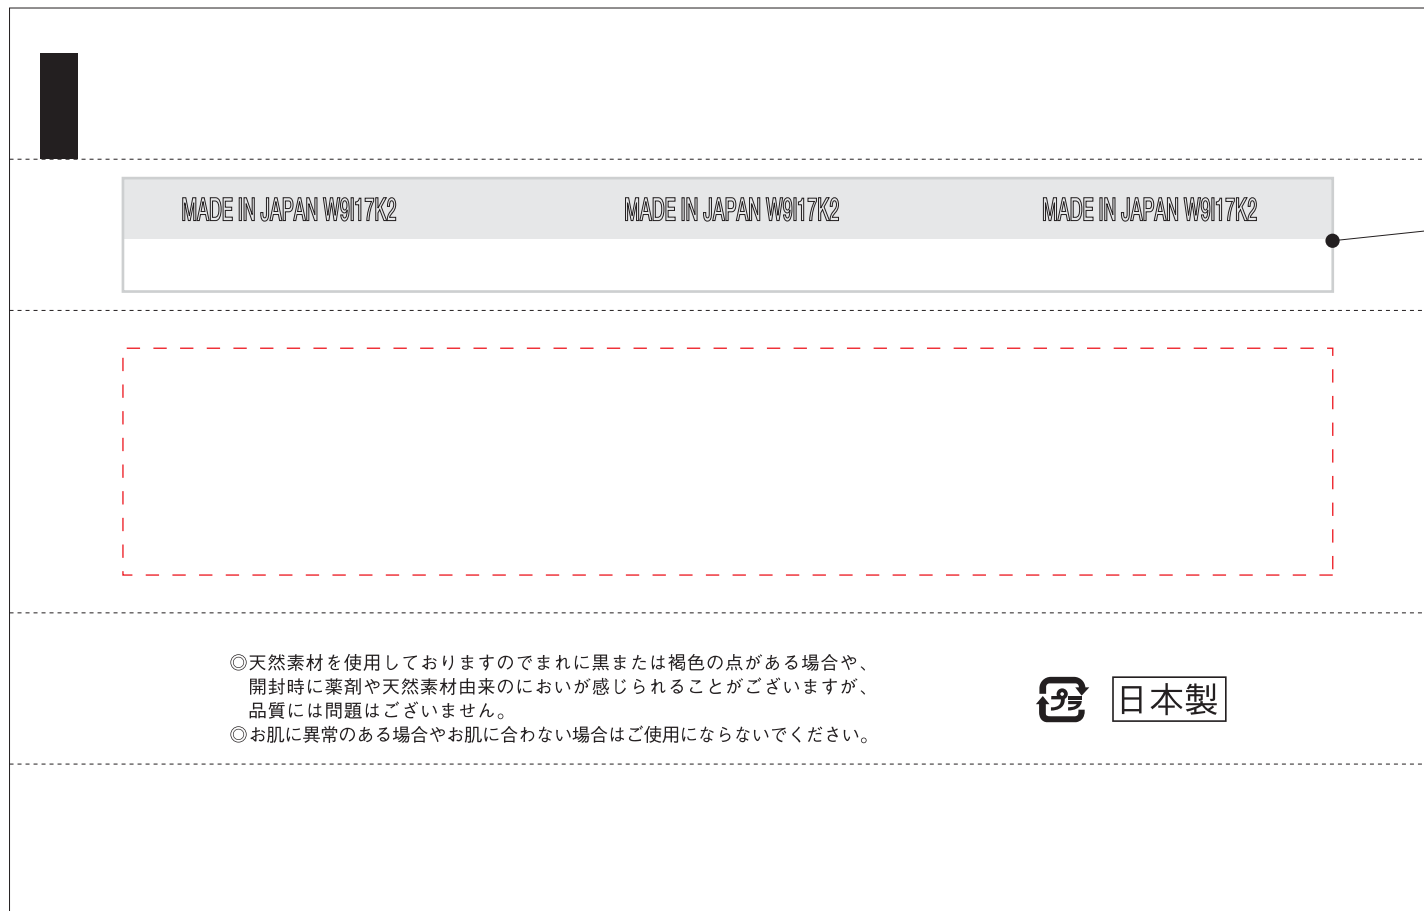 MADE IN JAPAN W9I17K2 MADE IN JAPAN W9I17K2 MADE IN JAPAN W9I17K2
◎天然素材を使用しておりますのでまれに黒または褐色の点がある場合や、
開封時に薬剤や天然素材由来のにおいが感じられることがございますが、
品質には問題はございません。
◎お肌に異常のある場合やお肌に合わない場合はご使用にならないでください。
プラ
日本製